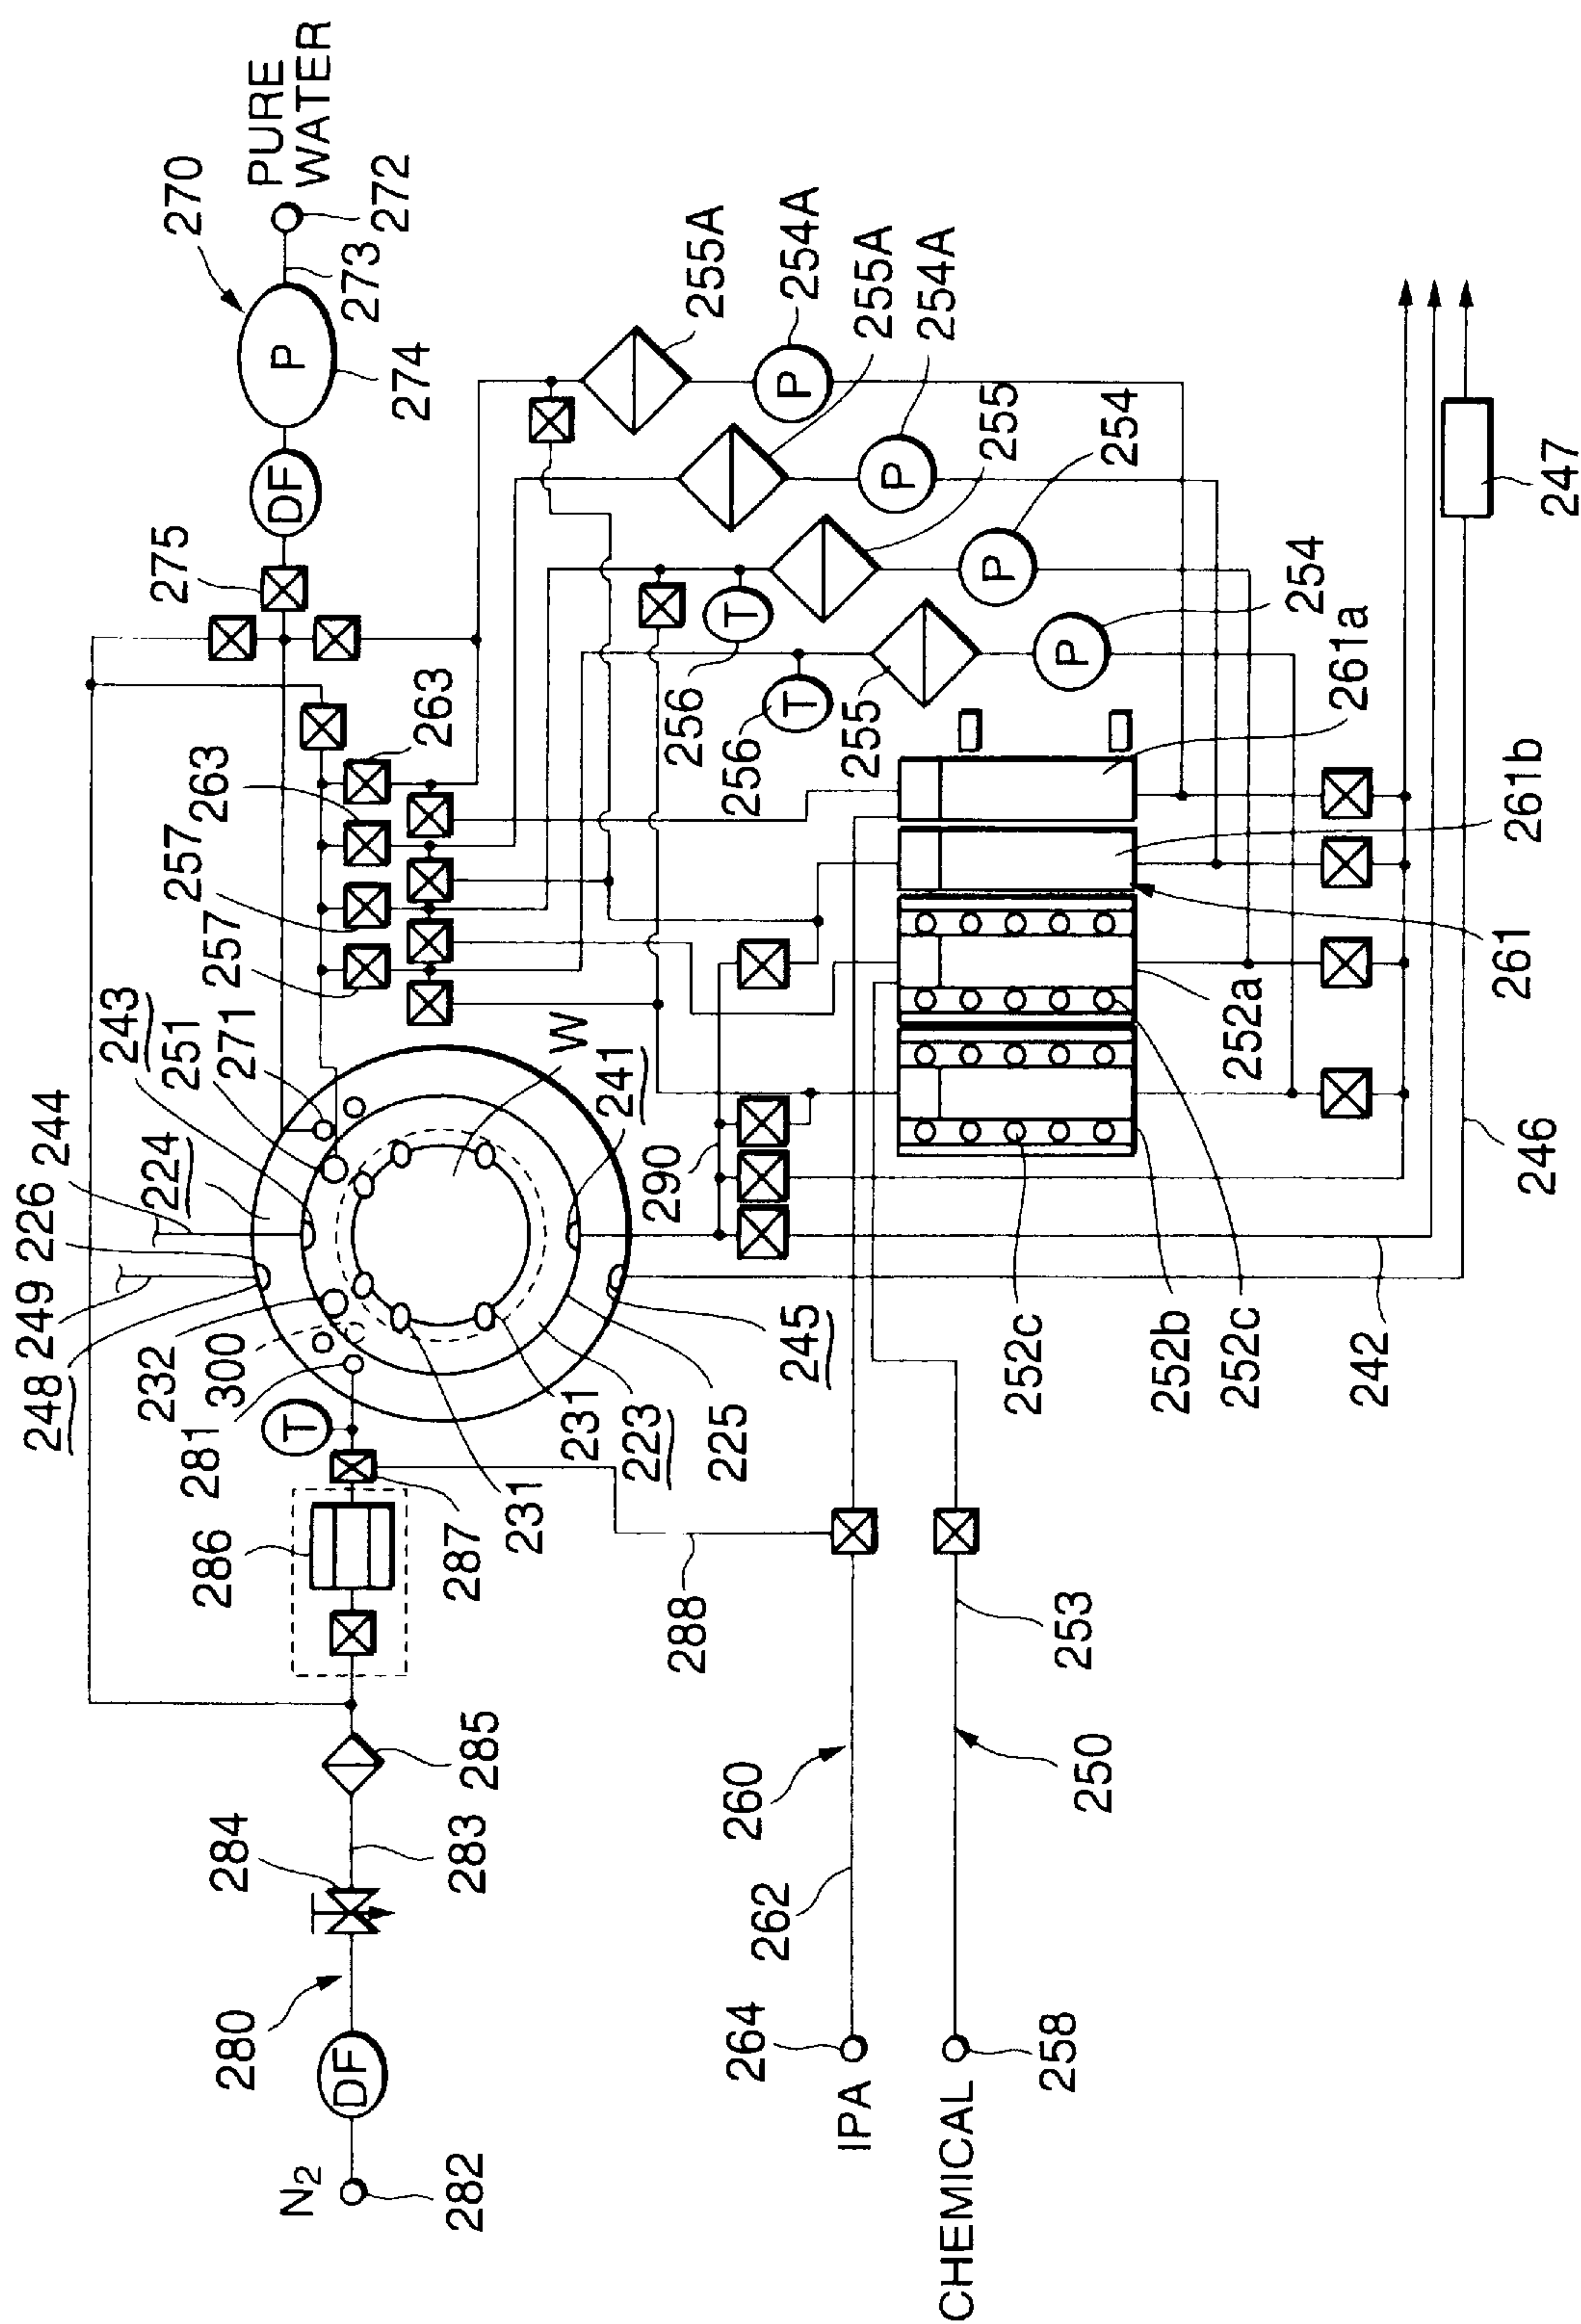 PURE
WATER
270
272
273
P
274
DF
275
255A
254A
255A
254A
P
P
255
254
P
254
P
T
256
T
256
255
263
263
257
257
261a
261b
261
247
243
251
271
W
241
244
224
226
249
248
232
300
281
T
290
252a
246
245
252c
252b
252c
242
231
223
225
231
286
287
288
253
285
284
283
260
250
262
280
DF
264
258
IPA
CHEMICAL
N2
282